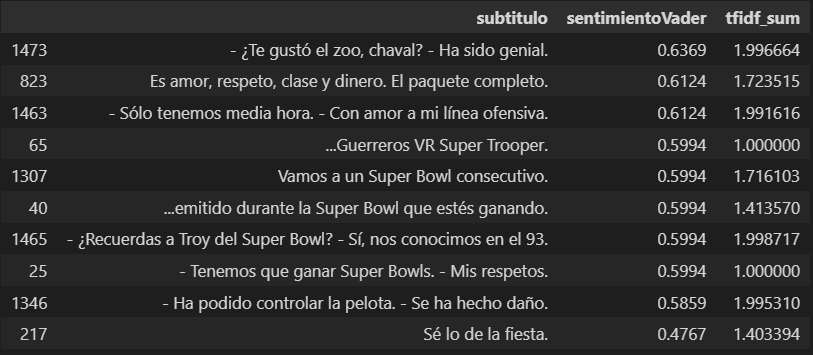 subtitulo sentimientoVader tfidf_sum
1473 - ¿Te gustó el zoo, chaval? - Ha sido genial. 0.6369 1.996664
823 Es amor, respeto, clase y dinero. El paquete completo. 0.6124 1.723515
1463 - Sólo tenemos media hora. - Con amor a mi línea ofensiva. 0.6124 1.991616
65 ...Guerreros VR Super Trooper. 0.5994 1.000000
1307 Vamos a un Super Bowl consecutivo. 0.5994 1.716103
40 ...emitido durante la Super Bowl que estés ganando. 0.5994 1.413570
1465 - ¿Recuerdas a Troy del Super Bowl? - Sí, nos conocimos en el 93. 0.5994 1.998717
25 - Tenemos que ganar Super Bowls. - Mis respetos. 0.5994 1.000000
1346 - Ha podido controlar la pelota. - Se ha hecho daño. 0.5859 1.995310
217 Sé lo de la fiesta. 0.4767 1.403394